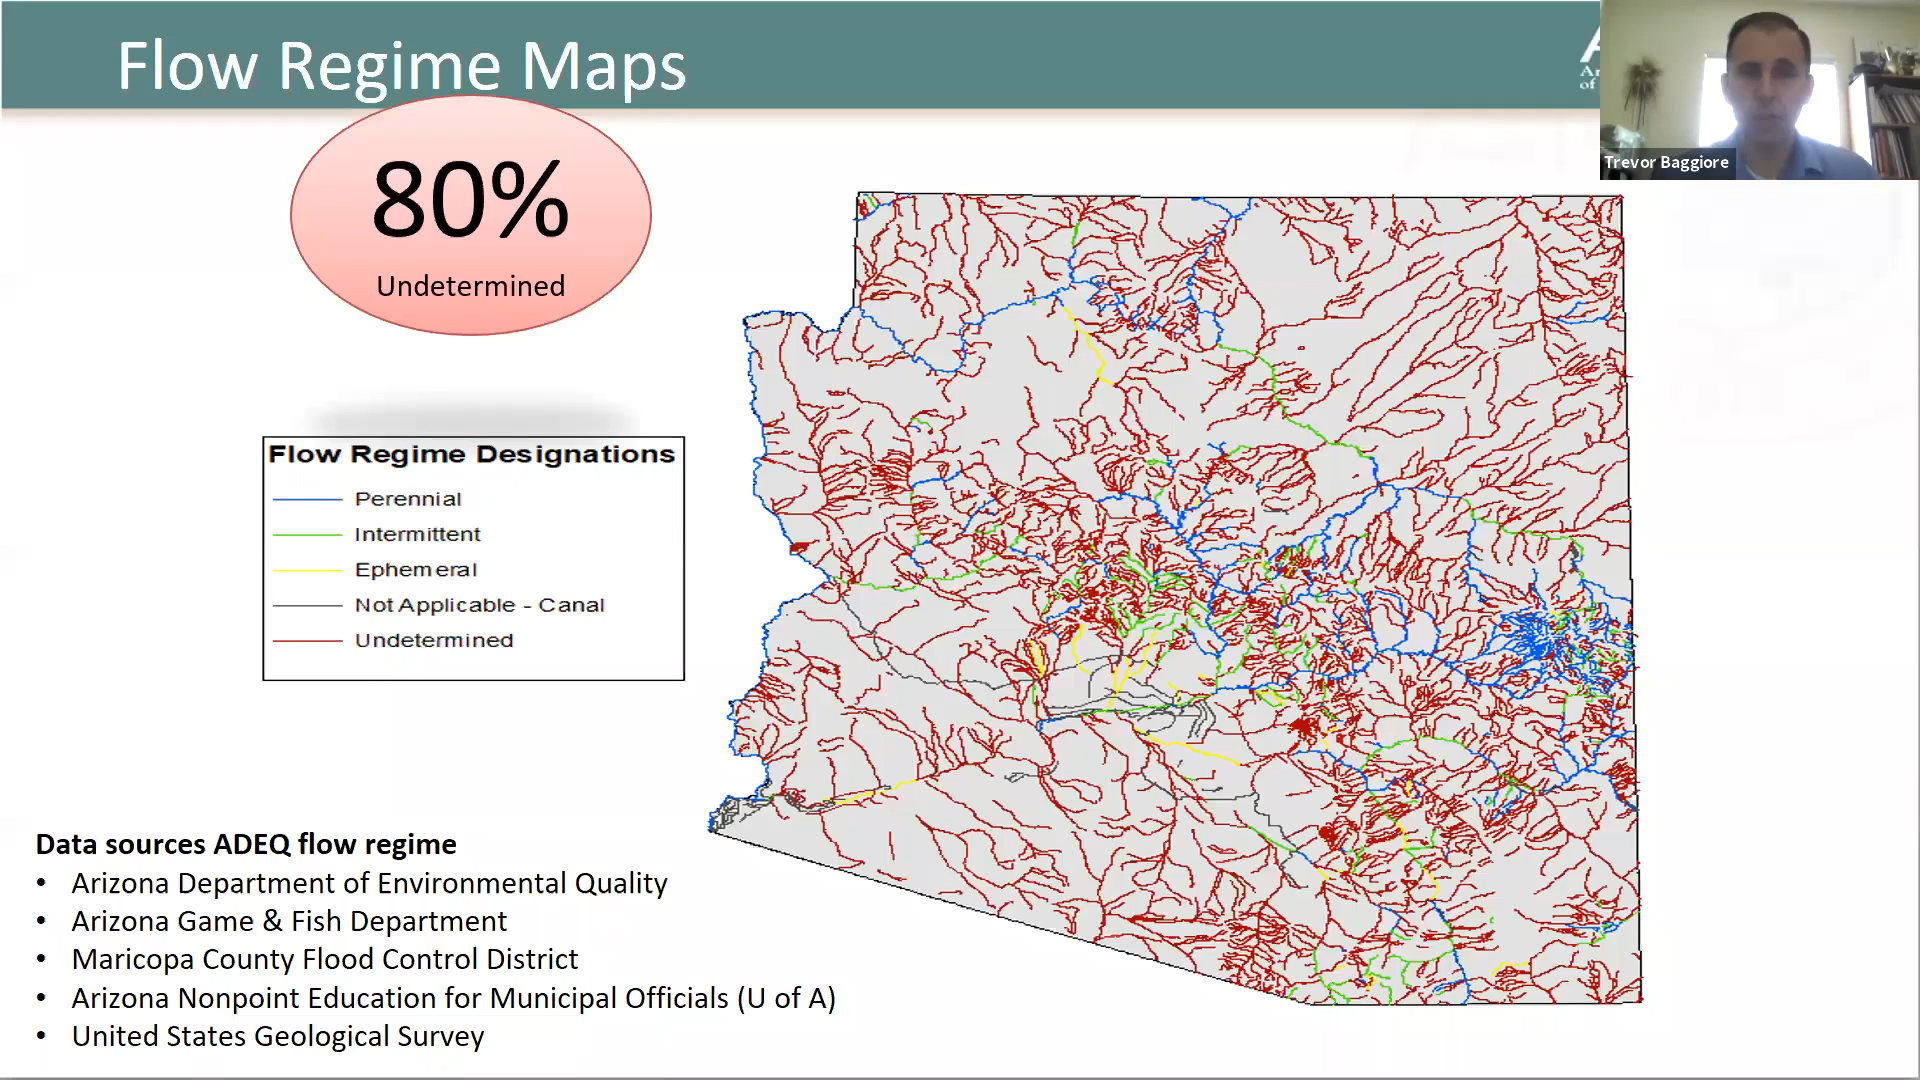 Flow Regime Maps
80%
Undetermined
Flow Regime Designations
Perennial
Intermittent
Ephemeral
Not Applicable - Canal
Undetermined
Data sources ADEQ flow regime
• Arizona Department of Environmental Quality
• Arizona Game & Fish Department
• Maricopa County Flood Control District
• Arizona Nonpoint Education for Municipal Officials (U of A)
• United States Geological Survey
Trevor Baggiore